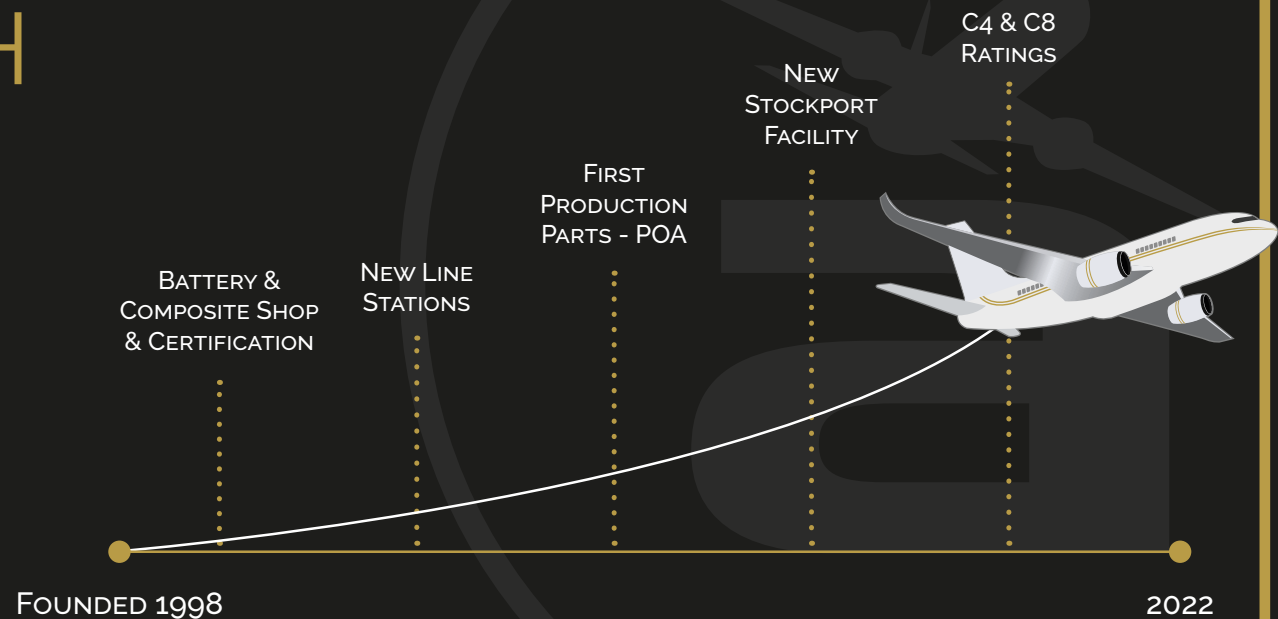 H
Battery &
Composite Shop
& Certification
New Line
Stations
First
Production
Parts - POA
New
Stockport
Facility
C4 & C8
Ratings
Founded 1998
2022